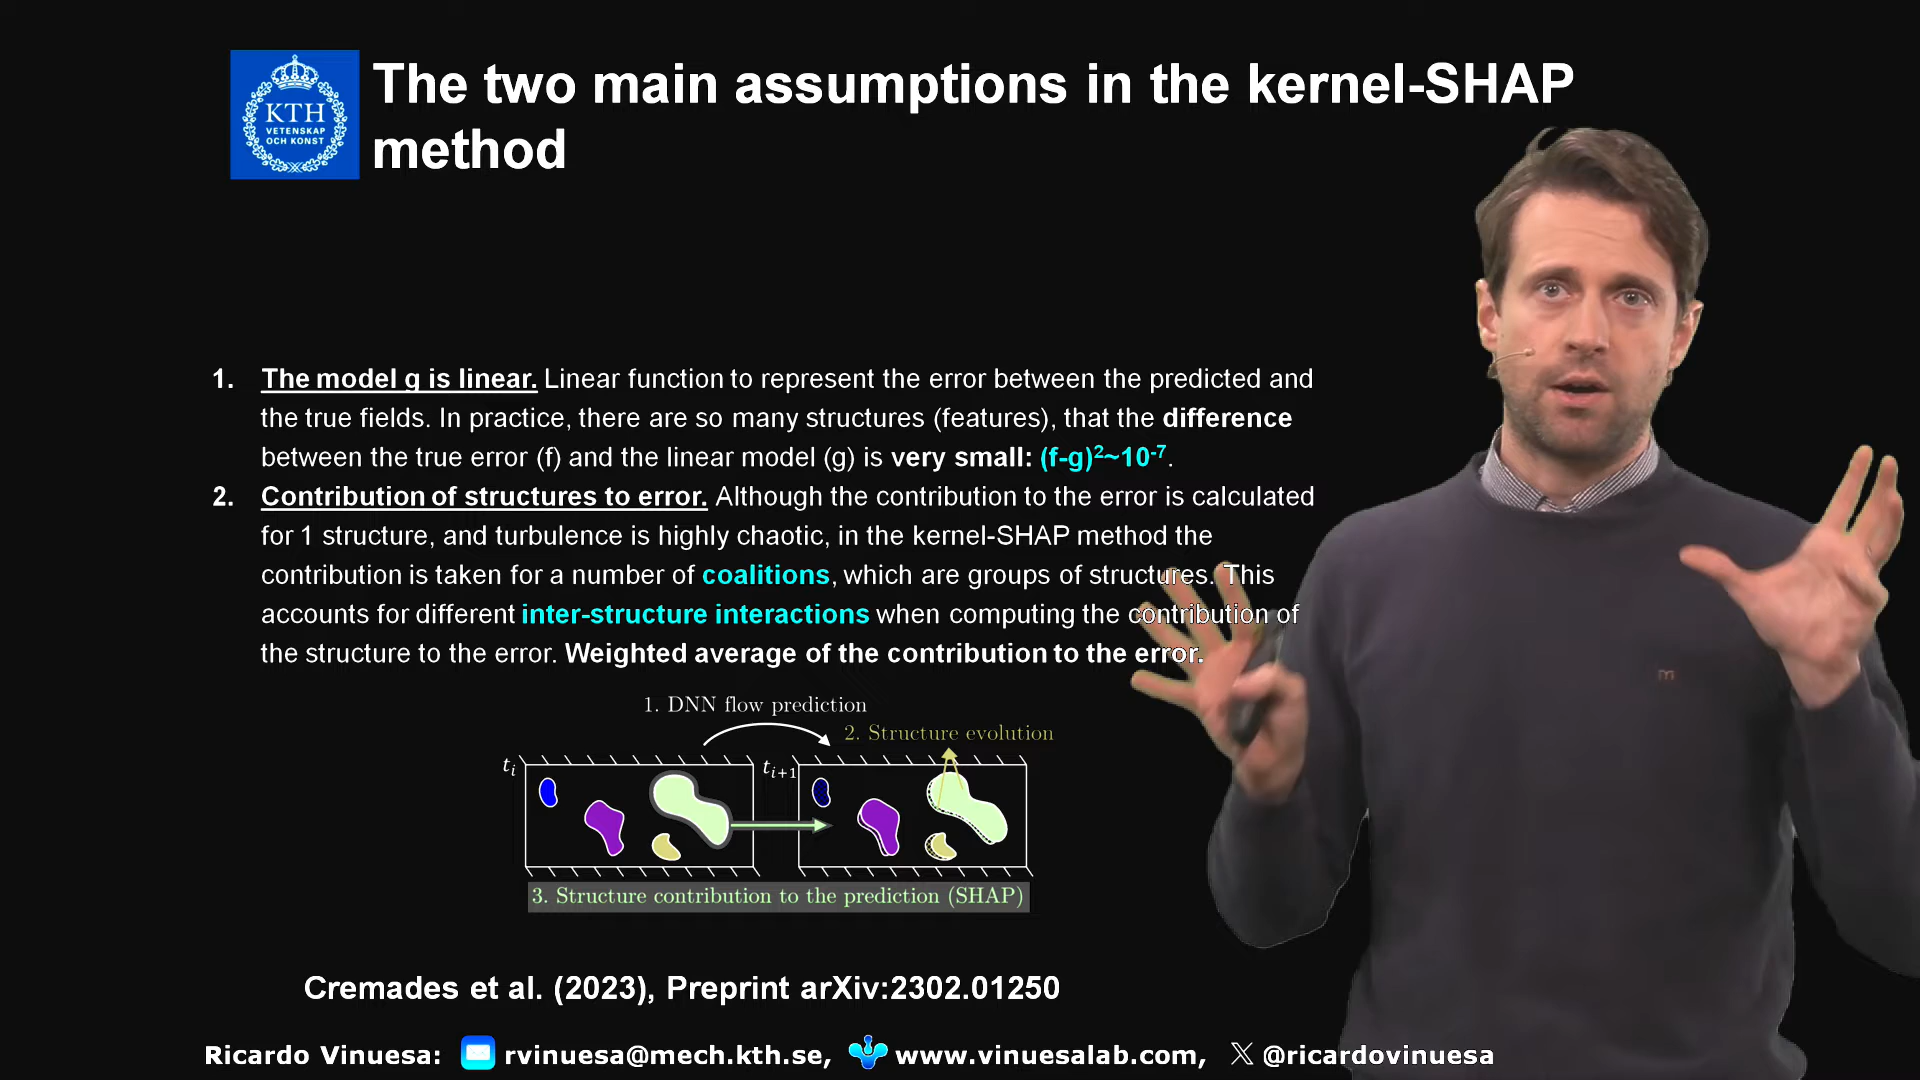 KTH
VETENSKAP
OCH KONST
The two main assumptions in the kernel-SHAP
method
1. The model g is linear. Linear function to represent the error between the predicted and
the true fields. In practice, there are so many structures (features), that the difference
between the true error (f) and the linear model (g) is very small: (f-g)²~10⁻⁷.
2. Contribution of structures to error. Although the contribution to the error is calculated
for 1 structure, and turbulence is highly chaotic, in the kernel-SHAP method the
contribution is taken for a number of coalitions, which are groups of structures. This
accounts for different inter-structure interactions when computing the contribution of
the structure to the error. Weighted average of the contribution to the error.
1. DNN flow prediction
2. Structure evolution
tᵢ
tᵢ₊₁
3. Structure contribution to the prediction (SHAP)
m
Cremades et al. (2023), Preprint arXiv:2302.01250
Ricardo Vinuesa: rvinuesa@mech.kth.se, www.vinuesalab.com, X @ricardovinuesa